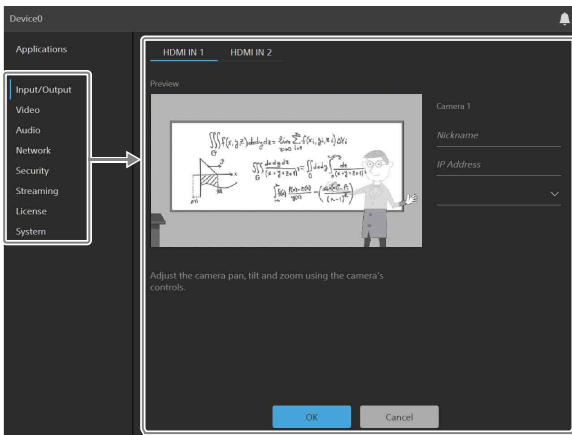 Device0
Applications
Input/Output
Video
Audio
Network
Security
Streaming
License
System
HDMI IN 1
HDMI IN 2
Preview
Camera 1
Nickname
IP Address
Adjust the camera pan, tilt and zoom using the camera's
controls.
OK
Cancel